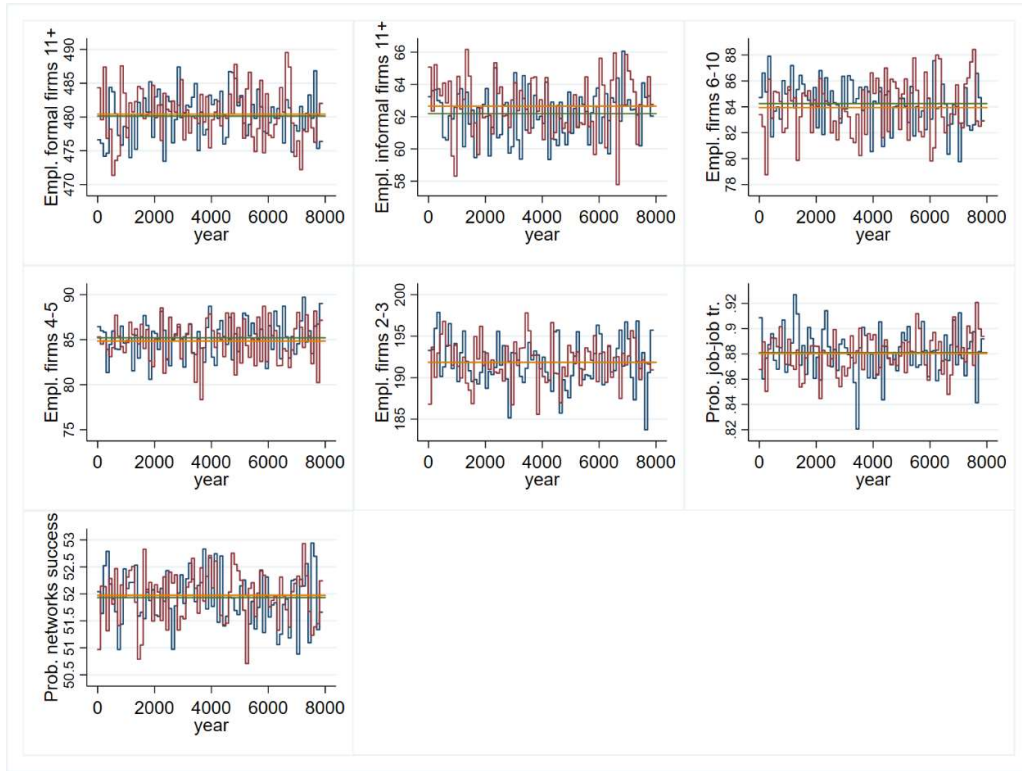 Empl. formal firms 11+
490
485
480
475
470
0 2000 4000 6000 8000
year
Empl. informal firms 11+
66
64
62
60
58
0 2000 4000 6000 8000
year
Empl. firms 6-10
88
86
84
82
80
78
0 2000 4000 6000 8000
year
Empl. firms 4-5
90
85
80
75
0 2000 4000 6000 8000
year
Empl. firms 2-3
200
195
190
185
0 2000 4000 6000 8000
year
Prob. job-job tr.
.92
.9
.88
.86
.84
.82
0 2000 4000 6000 8000
year
Prob. networks success
53
52.5
52
51.5
51
50.5
0 2000 4000 6000 8000
year